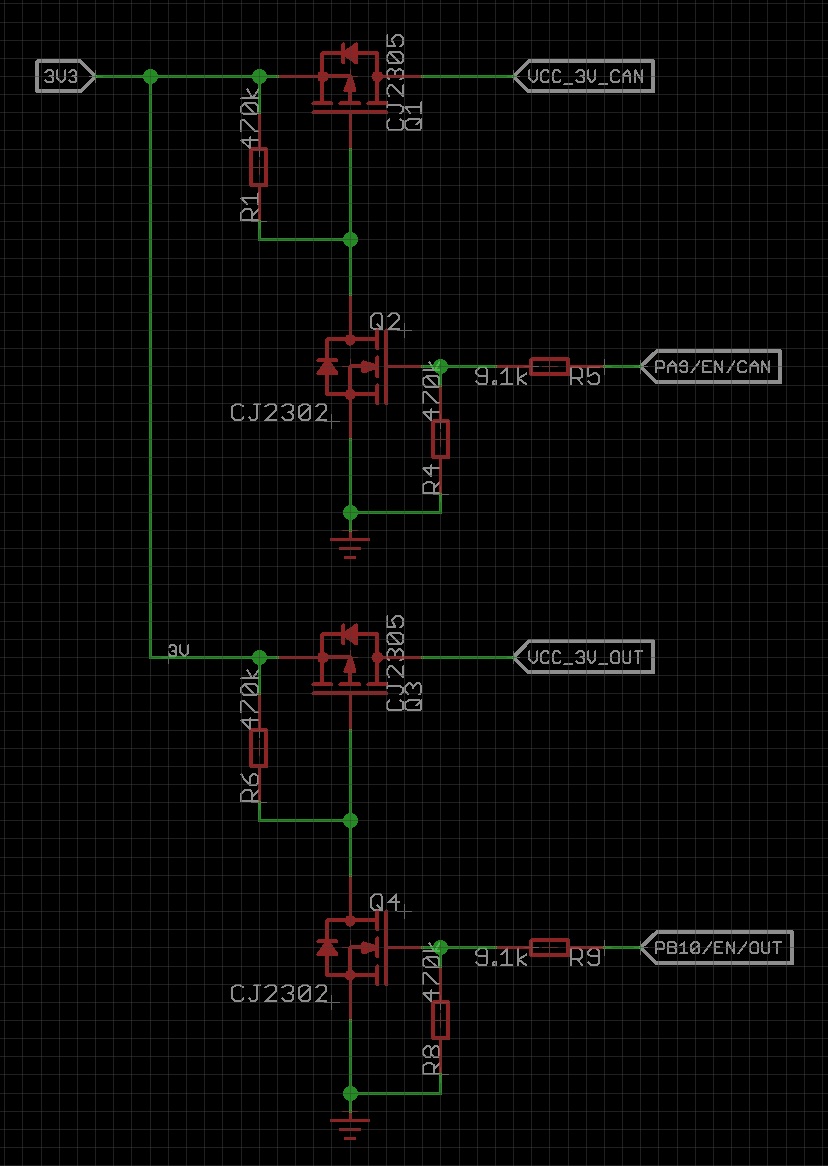 3V3
470k
R1
CJ2305
Q1
VCC_3V_CAN
Q2
CJ2302
470k
R4
9.1k
R5
PA9/EN/CAN
3V
470k
R6
CJ2305
Q3
VCC_3V_OUT
Q4
CJ2302
470k
R8
9.1k
R9
PB10/EN/OUT